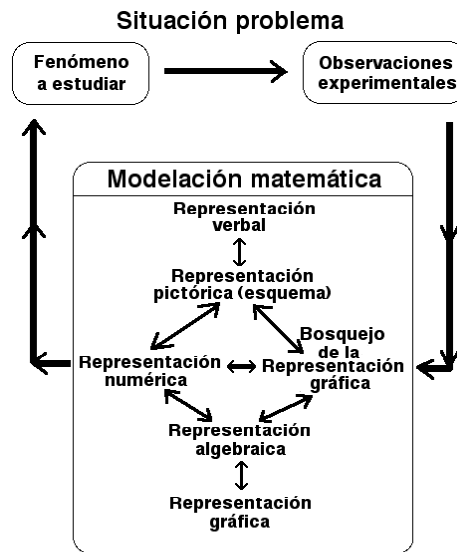 Situación problema
Fenómeno
a estudiar
Observaciones
experimentales
Modelación matemática
Representación
verbal
Representación
pictórica (esquema)
Bosquejo
de la
Representación
gráfica
Representación
numérica
Representación
algebraica
Representación
gráfica